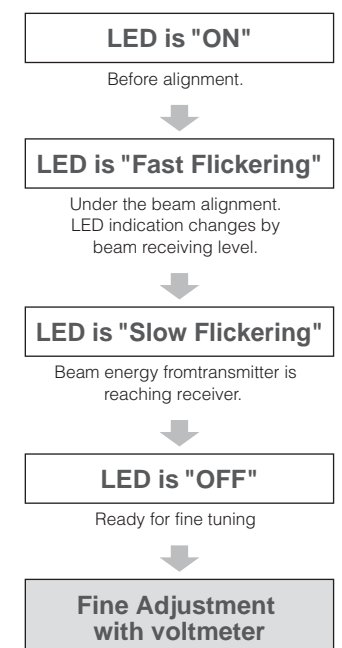 LED is "ON"
Before alignment.
LED is "Fast Flickering"
Under the beam alignment.
LED indication changes by
beam receiving level.
LED is "Slow Flickering"
Beam energy fromtransmitter is
reaching receiver.
LED is "OFF"
Ready for fine tuning
Fine Adjustment
with voltmeter